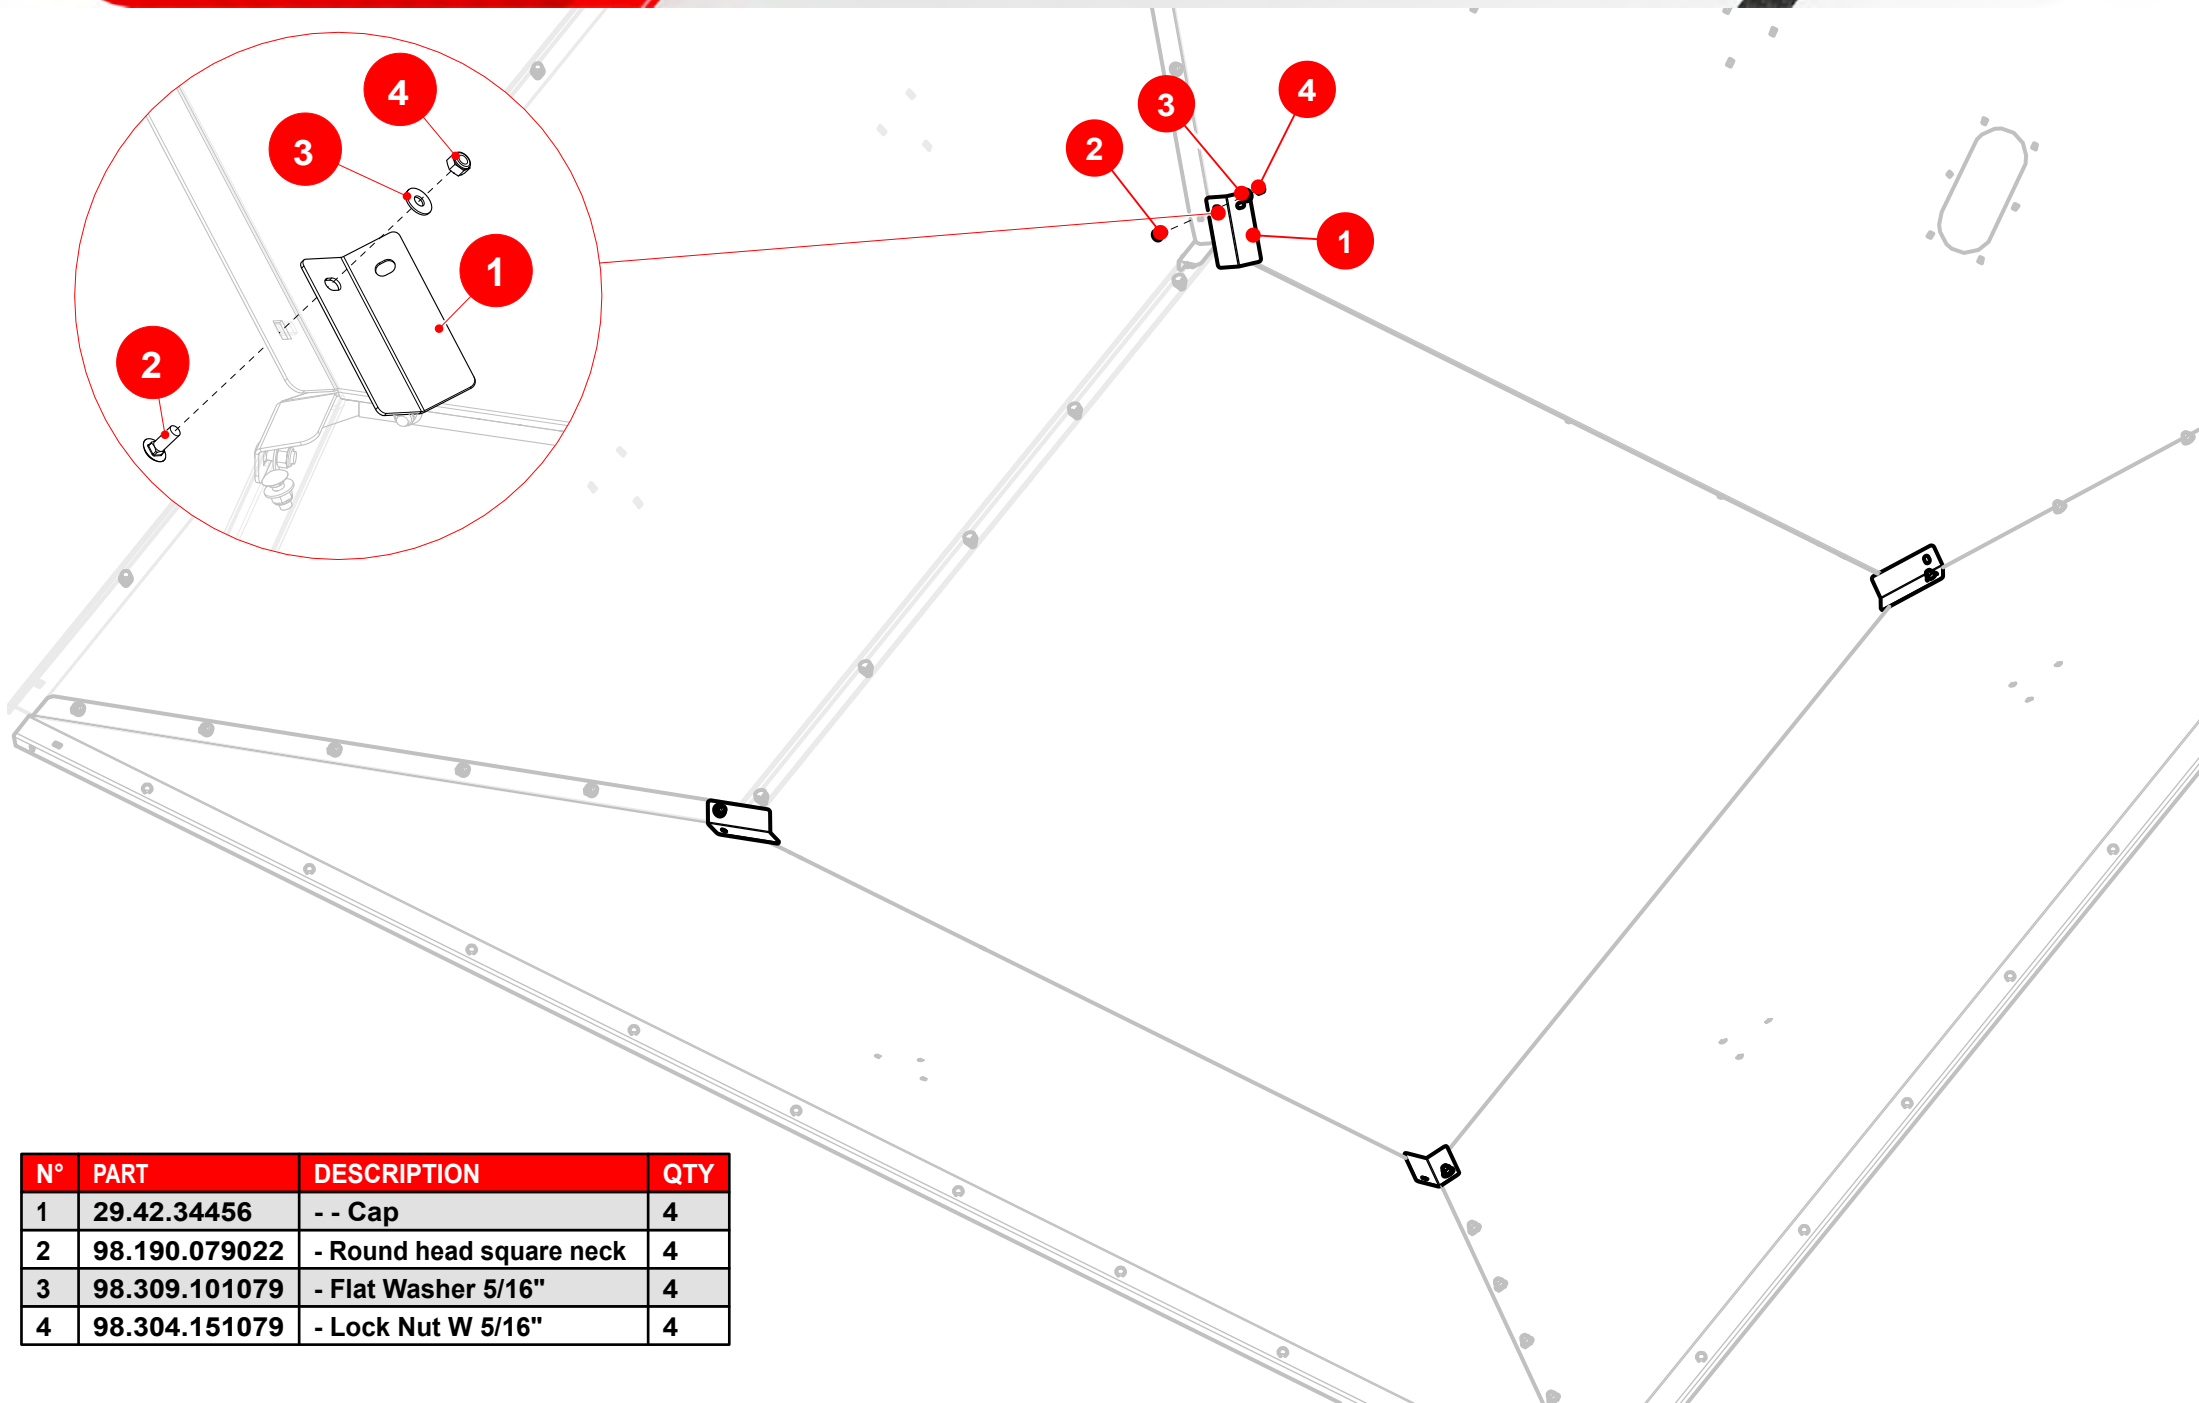 4
3
1
2
3
4
2
1
N° PART DESCRIPTION QTY
1 29.42.34456 - - Cap 4
2 98.190.079022 - Round head square neck 4
3 98.309.101079 - Flat Washer 5/16" 4
4 98.304.151079 - Lock Nut W 5/16" 4